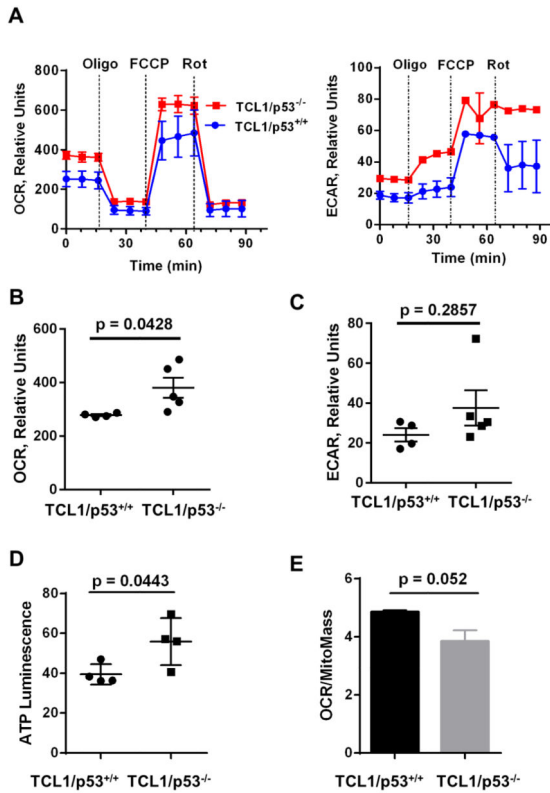 A
Oligo FCCP Rot
OCR, Relative Units
800
600
400
200
0
0 30 60 90
Time (min)
TCL1/p53-/-
TCL1/p53+/+
Oligo FCCP Rot
ECAR, Relative Units
100
80
60
40
20
0
0 30 60 90
Time (min)
B
p = 0.0428
OCR, Relative Units
600
400
200
0
TCL1/p53+/+ TCL1/p53-/-
C
p = 0.2857
ECAR, Relative Units
80
60
40
20
0
TCL1/p53+/+ TCL1/p53-/-
D
p = 0.0443
ATP Luminescence
80
60
40
20
0
TCL1/p53+/+ TCL1/p53-/-
E
p = 0.052
OCR/MitoMass
6
4
2
0
TCL1/p53+/+ TCL1/p53-/-